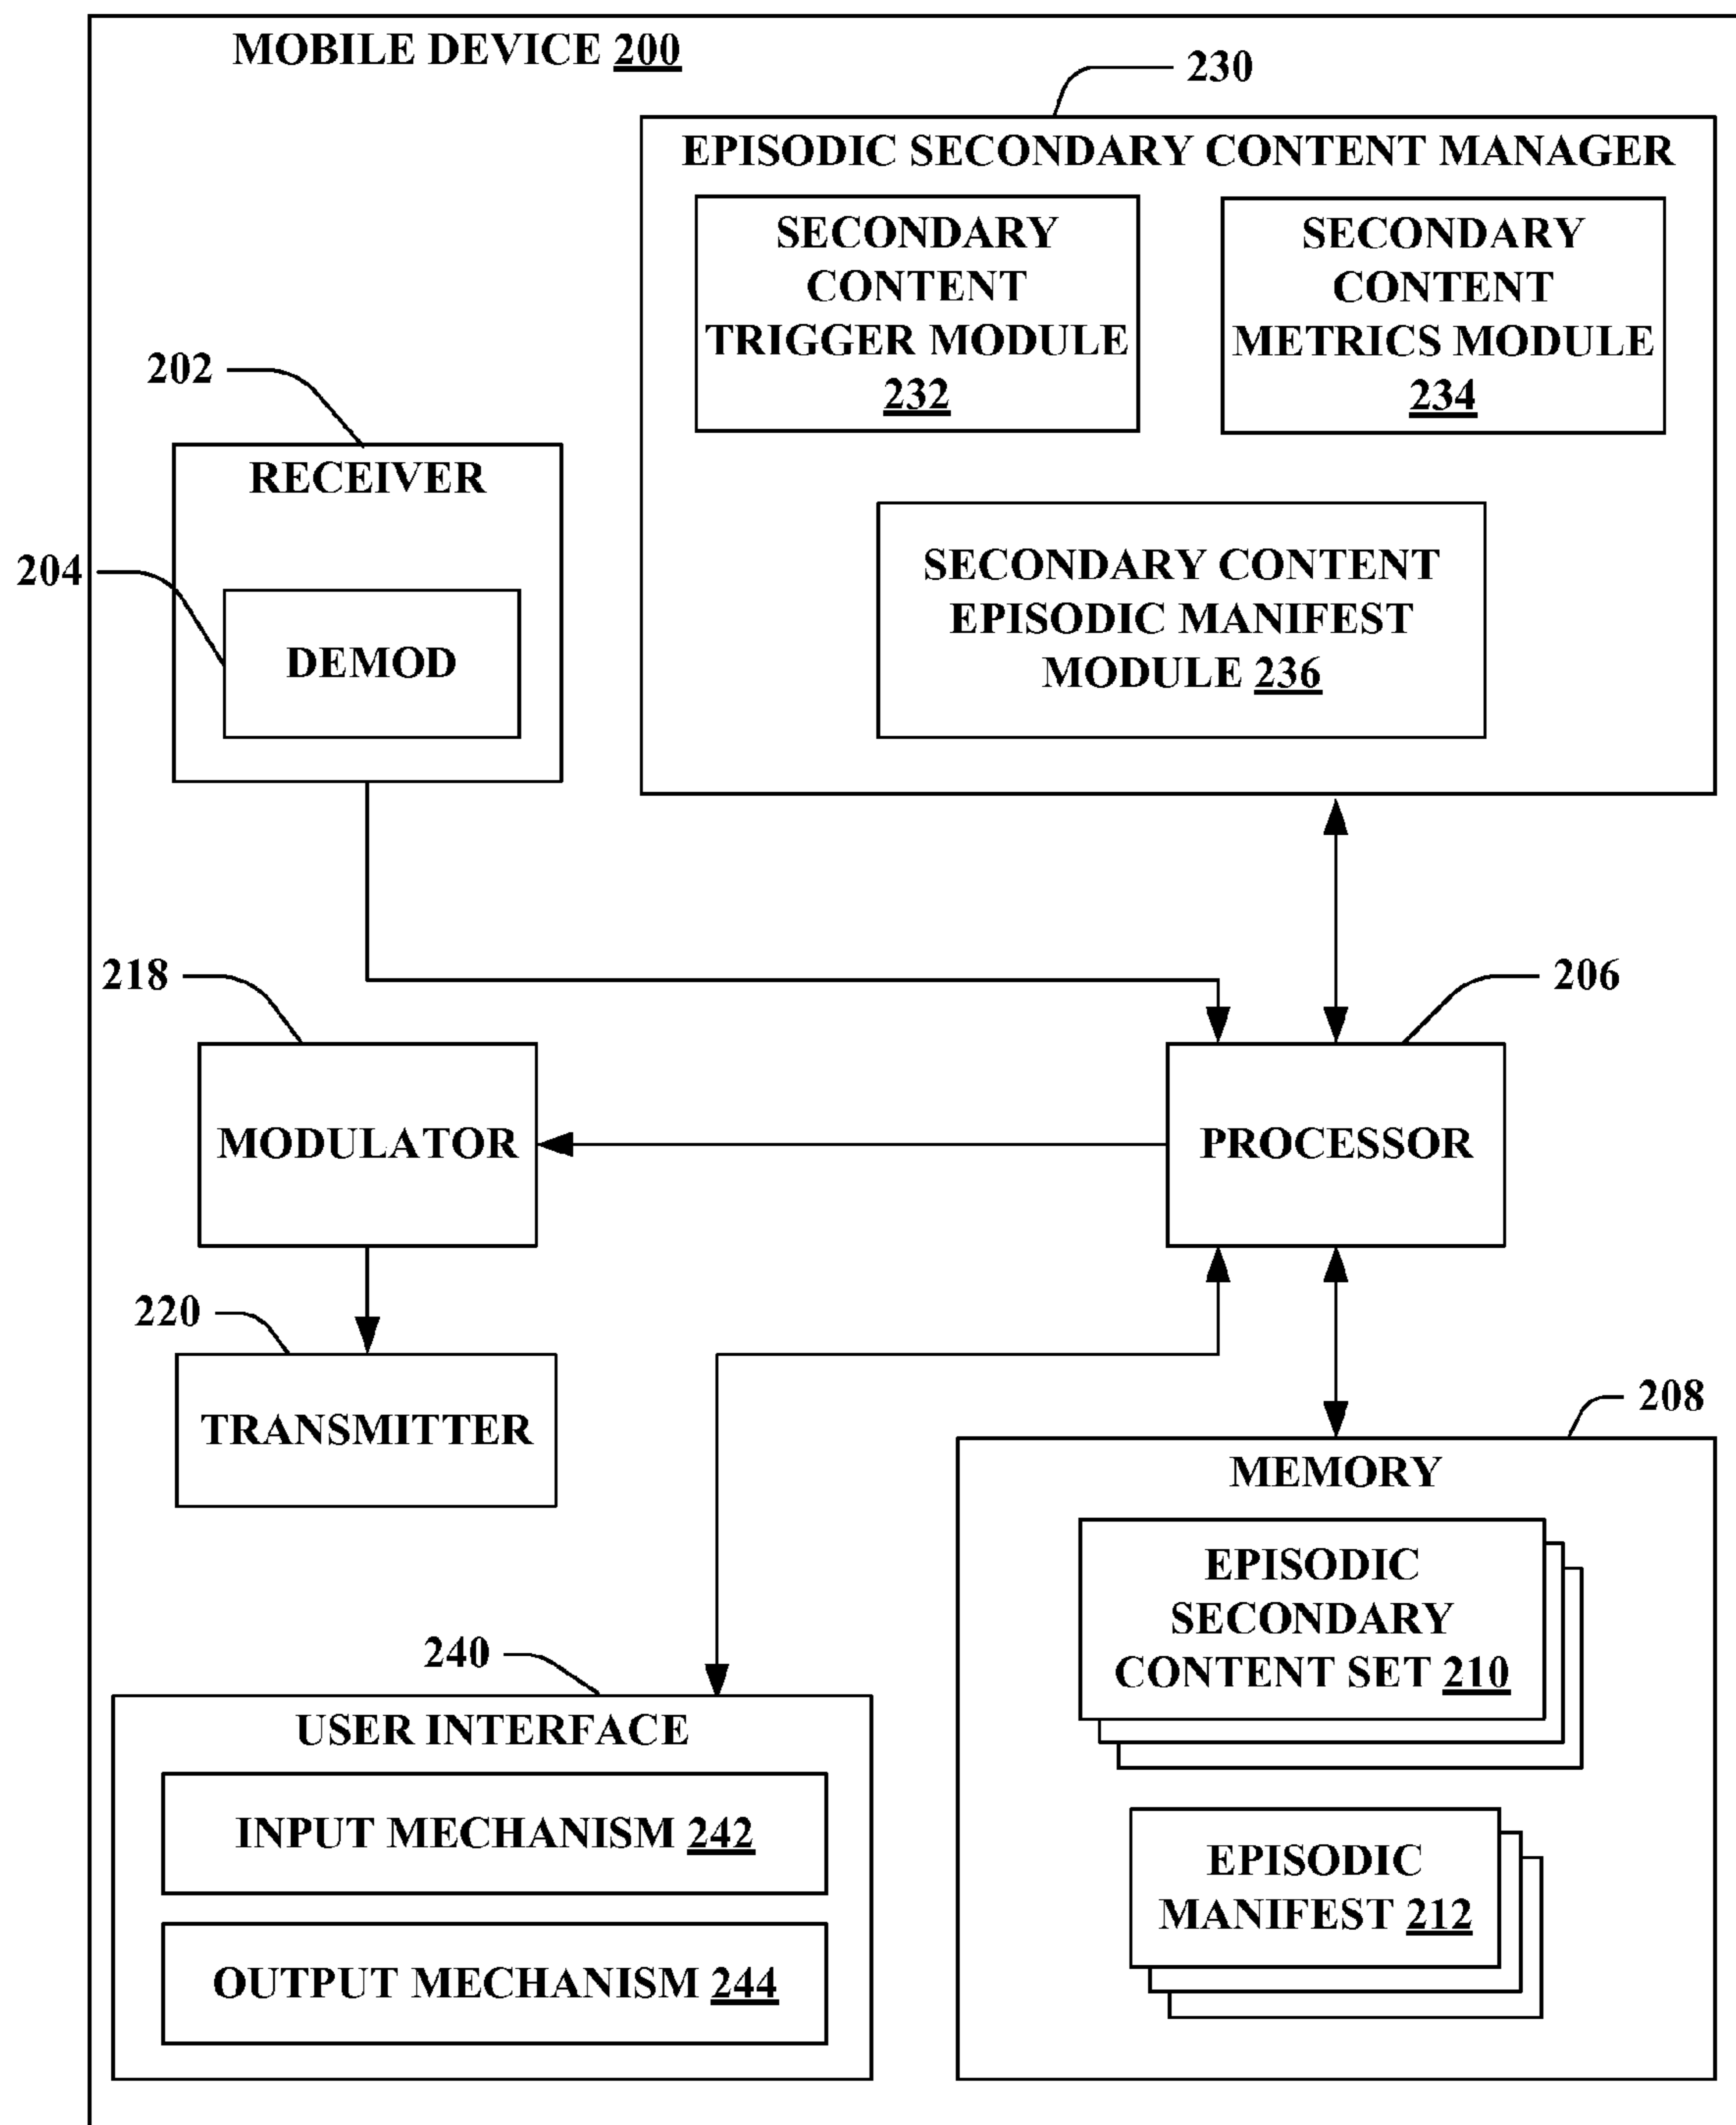 MOBILE DEVICE 200
230
EPISODIC SECONDARY CONTENT MANAGER
SECONDARY
CONTENT
TRIGGER MODULE
232
SECONDARY
CONTENT
METRICS MODULE
234
SECONDARY CONTENT
EPISODIC MANIFEST
MODULE 236
202
RECEIVER
204
DEMOD
218
MODULATOR
206
PROCESSOR
220
TRANSMITTER
208
MEMORY
EPISODIC
SECONDARY
CONTENT SET 210
EPISODIC
MANIFEST 212
240
USER INTERFACE
INPUT MECHANISM 242
OUTPUT MECHANISM 244